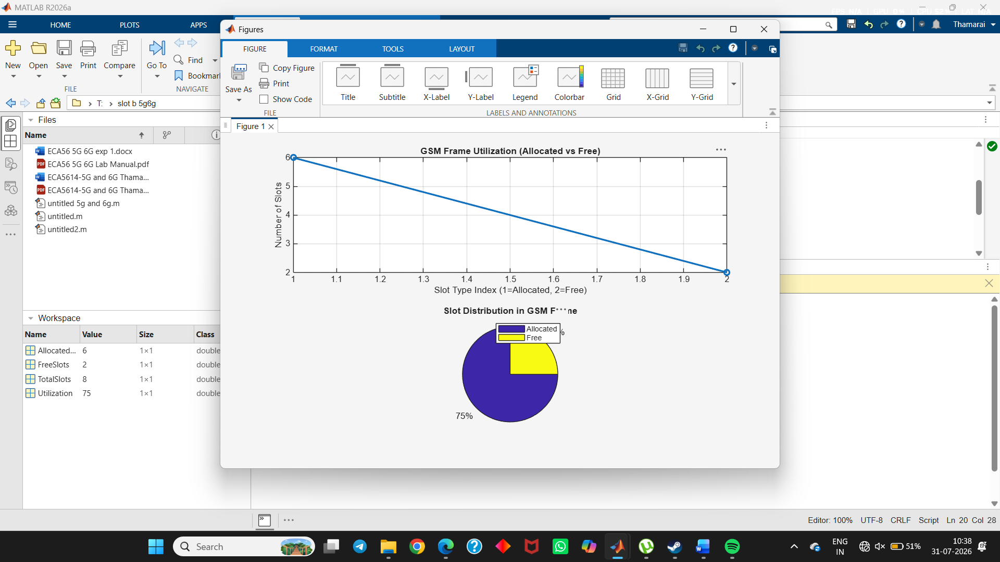 MATLAB R2026a
FPS N/A | GPU 0% | CPU 52% | LAT N/A
HOME PLOTS APPS
Thamarai
New Open Save Print Compare Go To Find Bookmark
FILE NAVIGATE
T: slot b 5g6g
Files
Name
ECA56 5G 6G exp 1.docx
ECA56 5G 6G Lab Manual.pdf
ECA5614-5G and 6G Thama...
ECA5614-5G and 6G Thama...
untitled 5g and 6g.m
untitled.m
untitled2.m
Workspace
Name Value Size Class
Allocated... 6 1×1 double
FreeSlots 2 1×1 double
TotalSlots 8 1×1 double
Utilization 75 1×1 double
Figures
FIGURE FORMAT TOOLS LAYOUT
Save As
Copy Figure
Print
Show Code
FILE
Title Subtitle X-Label Y-Label Legend Colorbar Grid X-Grid Y-Grid
LABELS AND ANNOTATIONS
Figure 1
GSM Frame Utilization (Allocated vs Free)
Number of Slots
6
5
4
3
2
1 1.1 1.2 1.3 1.4 1.5 1.6 1.7 1.8 1.9 2
Slot Type Index (1=Allocated, 2=Free)
Slot Distribution in GSM F...ne
Allocated
Free
%
75%
Editor: 100% UTF-8 CRLF Script Ln 20 Col 28
Search
ENG
IN
51%
10:38
31-07-2026